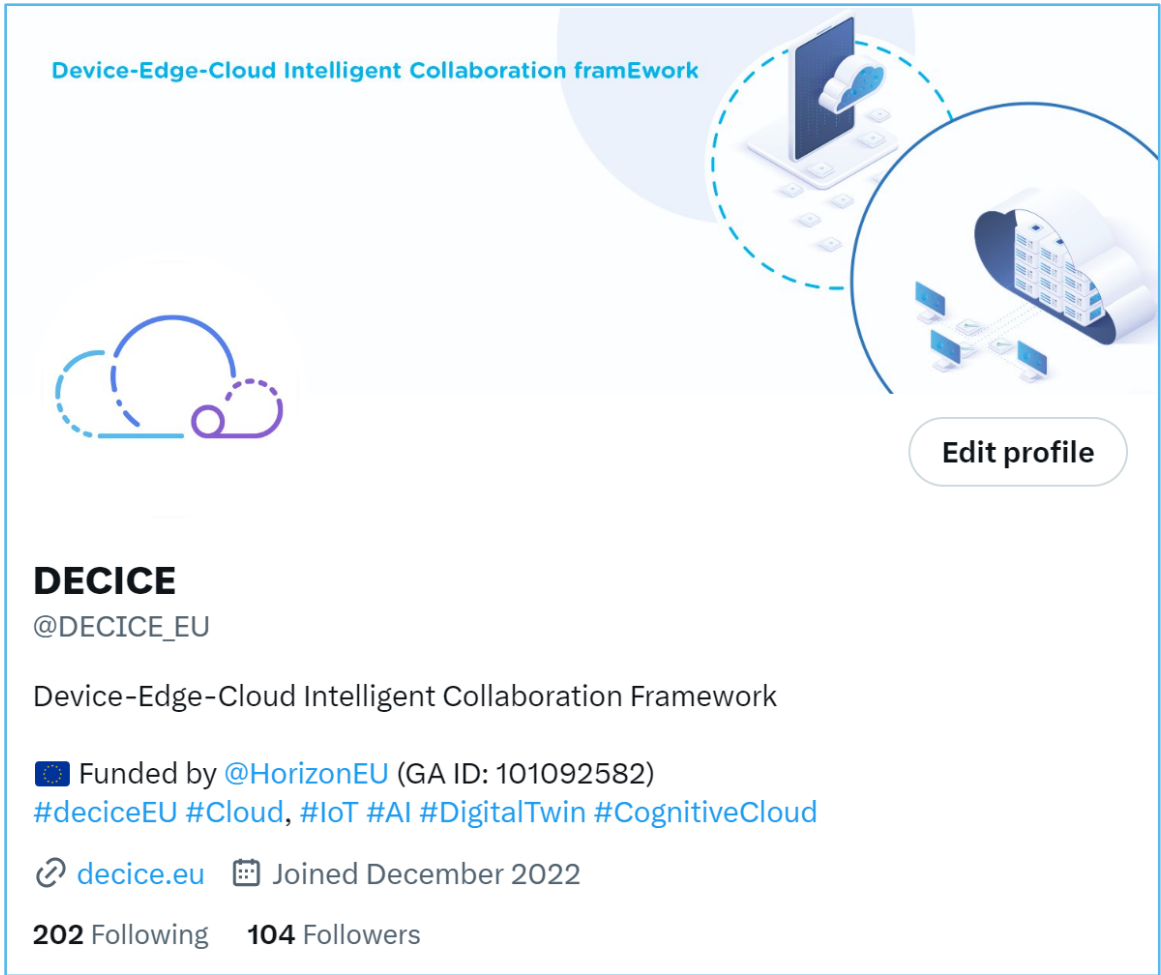 Device-Edge-Cloud Intelligent Collaboration framEwork
Edit profile
DECICE
@DECICE_EU
Device-Edge-Cloud Intelligent Collaboration Framework
🇪🇺 Funded by @HorizonEU (GA ID: 101092582)
#deciceEU #Cloud, #IoT #AI #DigitalTwin #CognitiveCloud
decice.eu Joined December 2022
202 Following 104 Followers